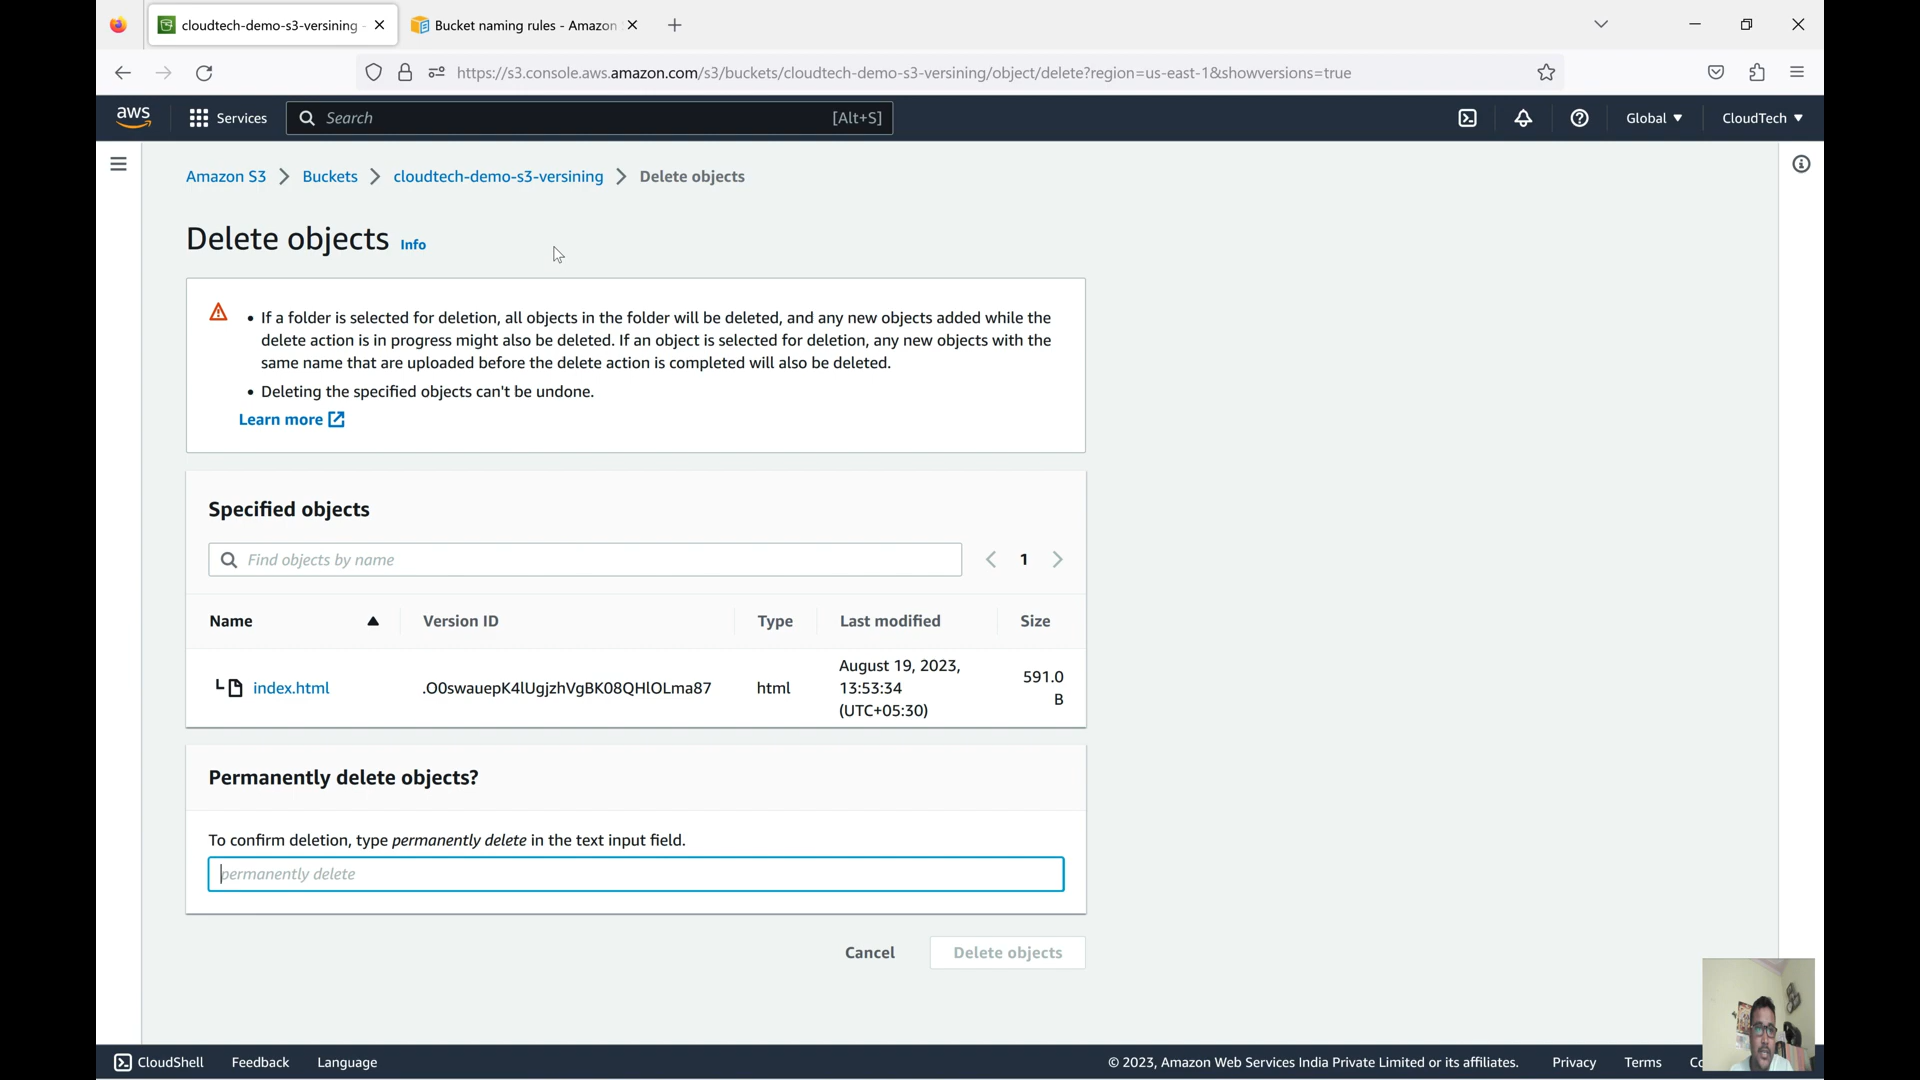 cloudtech-demo-s3-versining -
Bucket naming rules - Amazon
https://s3.console.aws.amazon.com/s3/buckets/cloudtech-demo-s3-versining/object/delete?region=us-east-1&showversions=true
aws
Services
Search
[Alt+S]
Global
CloudTech
Amazon S3 > Buckets > cloudtech-demo-s3-versining > Delete objects
Delete objects Info
• If a folder is selected for deletion, all objects in the folder will be deleted, and any new objects added while the
delete action is in progress might also be deleted. If an object is selected for deletion, any new objects with the
same name that are uploaded before the delete action is completed will also be deleted.
• Deleting the specified objects can't be undone.
Learn more
Specified objects
Find objects by name
1
Name Version ID Type Last modified Size
index.html .O0swauepK4lUgjzhVgBK08QHlOLma87 html August 19, 2023,
13:53:34
(UTC+05:30) 591.0
B
Permanently delete objects?
To confirm deletion, type permanently delete in the text input field.
permanently delete
Cancel Delete objects
CloudShell Feedback Language
© 2023, Amazon Web Services India Private Limited or its affiliates. Privacy Terms